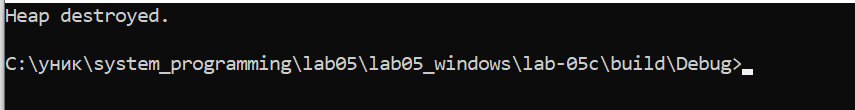 Heap destroyed.
C:\уник\system_programming\lab05\lab05_windows\lab-05c\build\Debug>